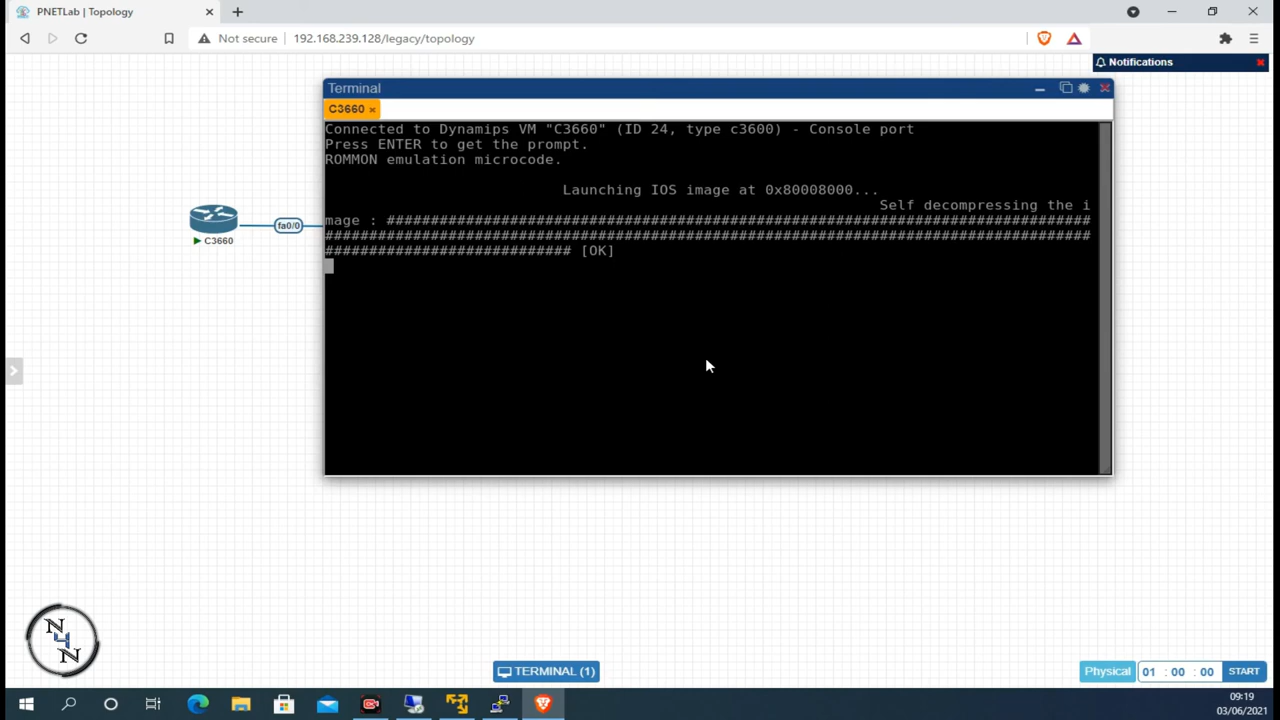 PNETLab | Topology
Not secure
192.168.239.128/legacy/topology
Notifications
Terminal
C3660
Connected to Dynamips VM "C3660" (ID 24, type c3600) - Console port
Press ENTER to get the prompt.
ROMMON emulation microcode.
Launching IOS image at 0x80008000...
Self decompressing the i
mage : ################################################################################
#######################################################################################
############################ [OK]
fa0/0
C3660
N
4
N
TERMINAL (1)
Physical
01 : 00 : 00
START
09:19
03/06/2021